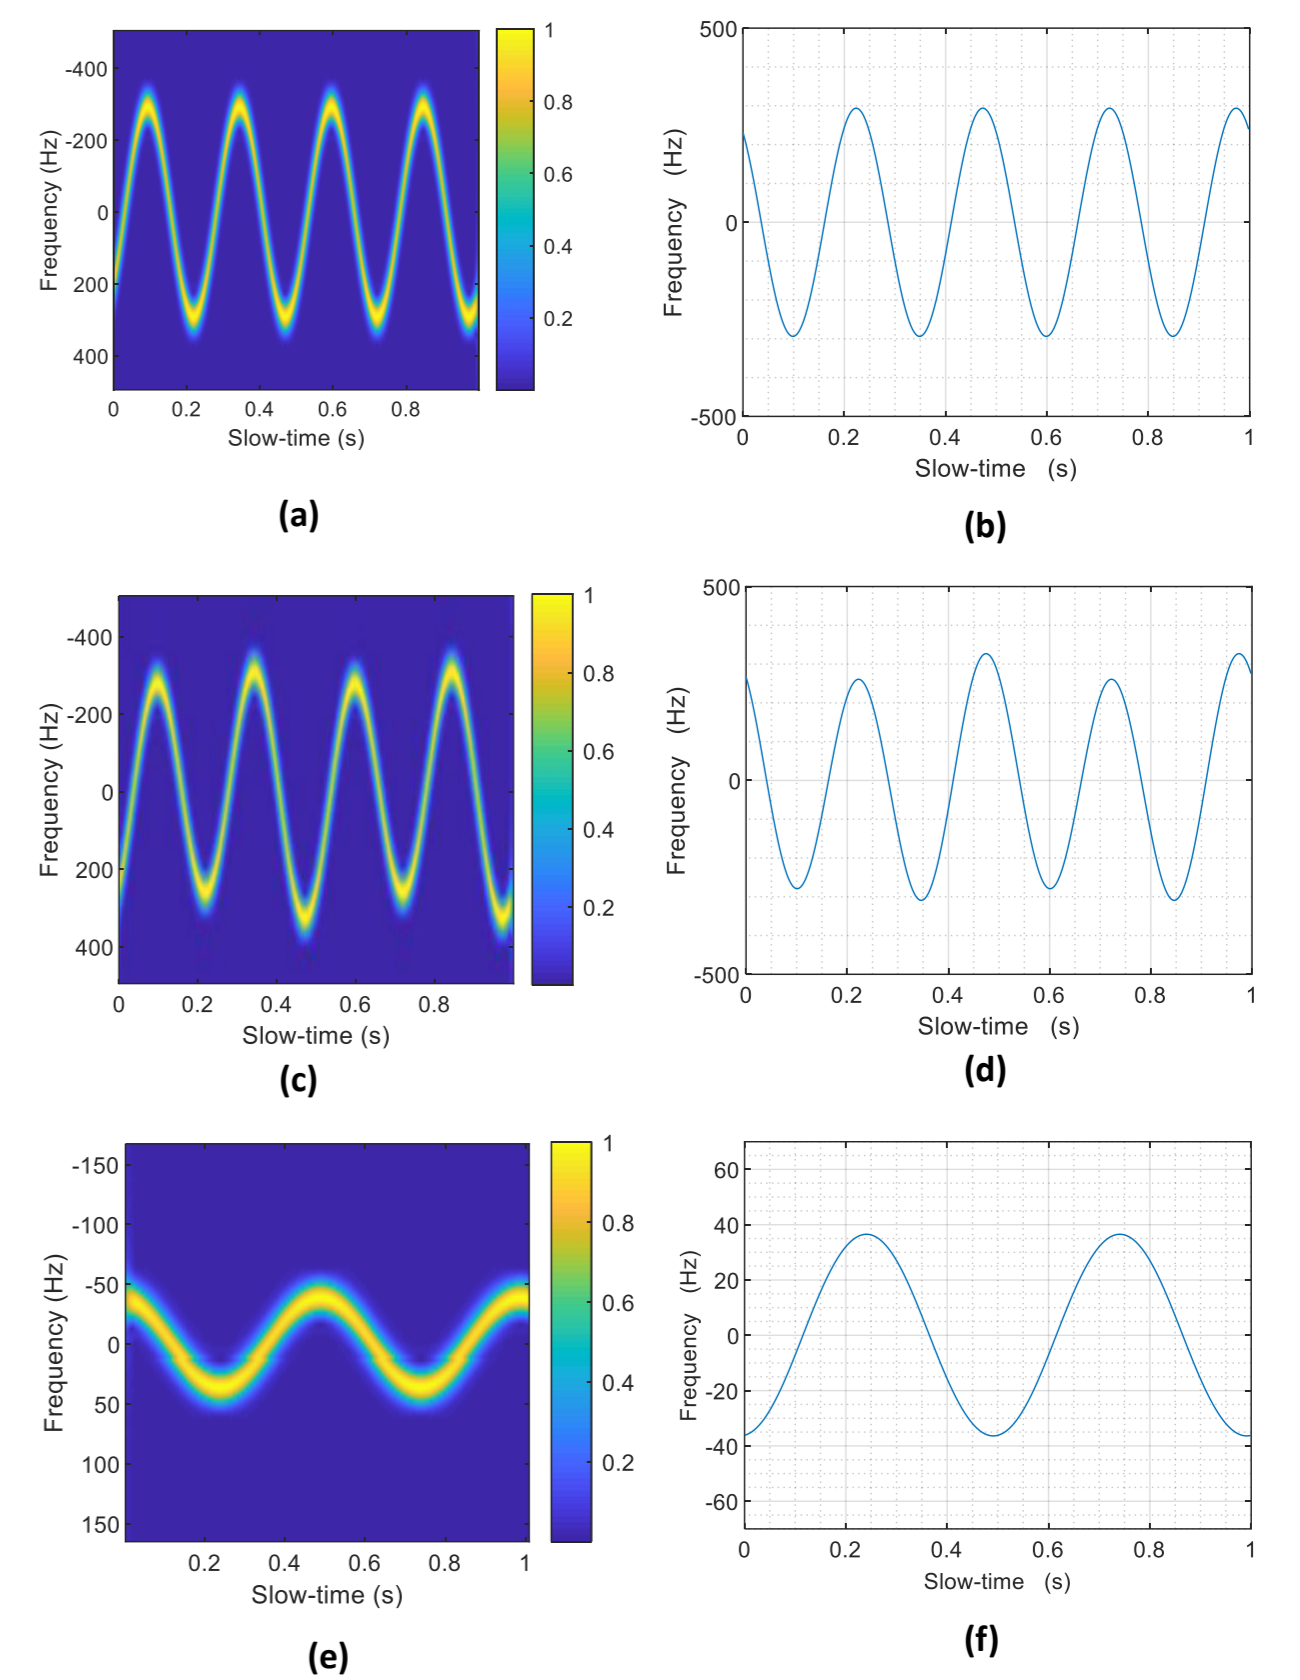 -400
-200
0
200
400
Frequency (Hz)
0 0.2 0.4 0.6 0.8
Slow-time (s)
1
0.8
0.6
0.4
0.2
(a)
500
0
-500
Frequency (Hz)
0 0.2 0.4 0.6 0.8 1
Slow-time (s)
(b)
-400
-200
0
200
400
Frequency (Hz)
0 0.2 0.4 0.6 0.8
Slow-time (s)
1
0.8
0.6
0.4
0.2
(c)
500
0
-500
Frequency (Hz)
0 0.2 0.4 0.6 0.8 1
Slow-time (s)
(d)
-150
-100
-50
0
50
100
150
Frequency (Hz)
0.2 0.4 0.6 0.8 1
Slow-time (s)
1
0.8
0.6
0.4
0.2
(e)
60
40
20
0
-20
-40
-60
Frequency (Hz)
0 0.2 0.4 0.6 0.8 1
Slow-time (s)
(f)